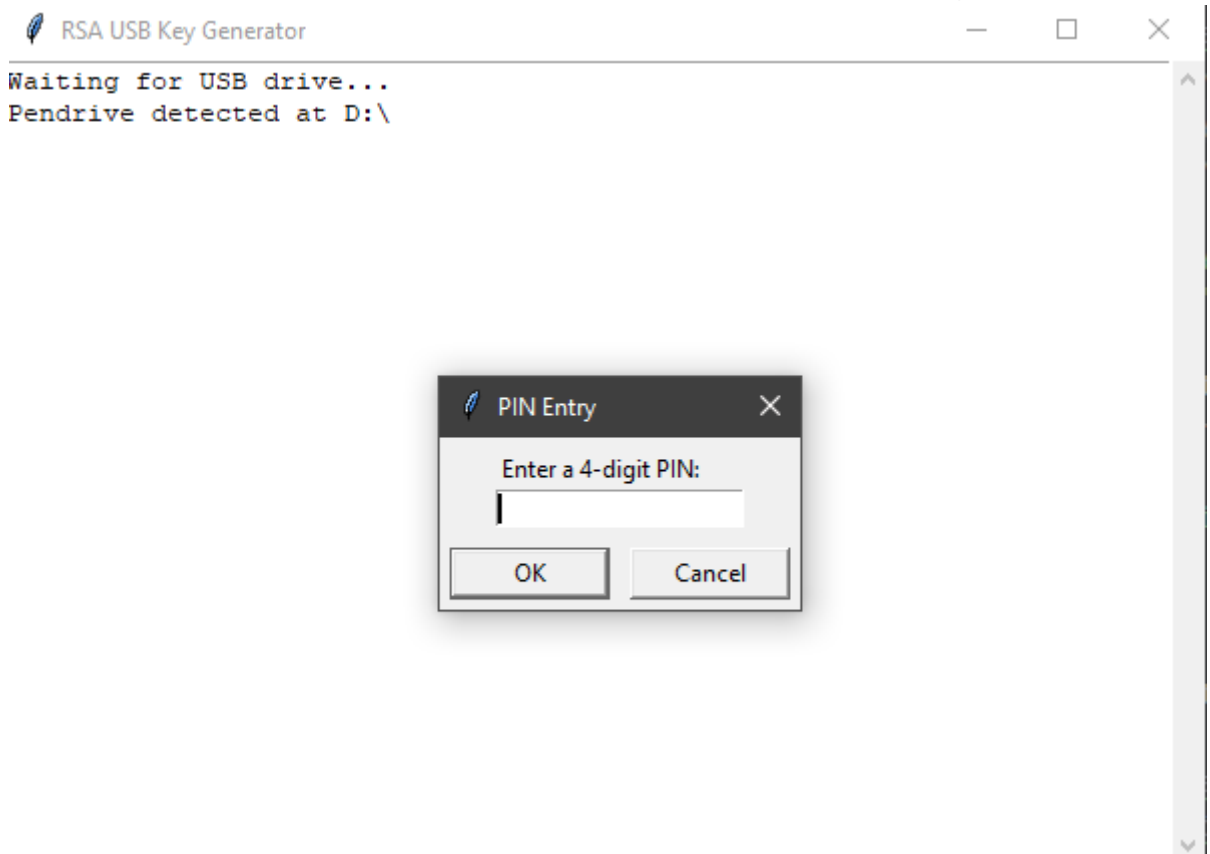 RSA USB Key Generator
Waiting for USB drive...
Pendrive detected at D:\
PIN Entry
Enter a 4-digit PIN:
OK
Cancel